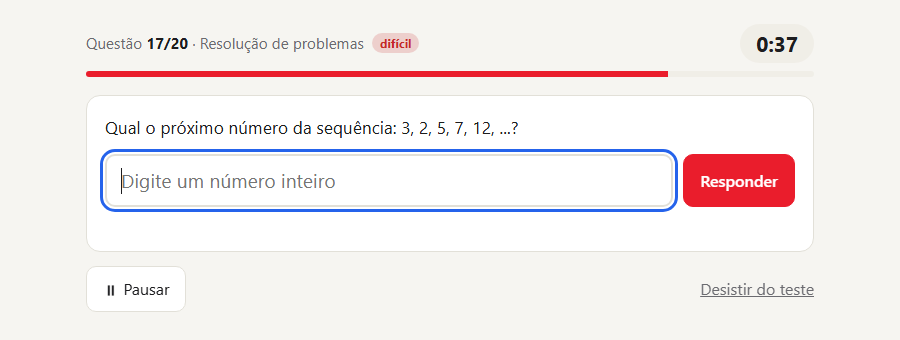 Questão 17/20 · Resolução de problemas difícil
0:37
Qual o próximo número da sequência: 3, 2, 5, 7, 12, ...?
Digite um número inteiro
Responder
Pausar
Desistir do teste